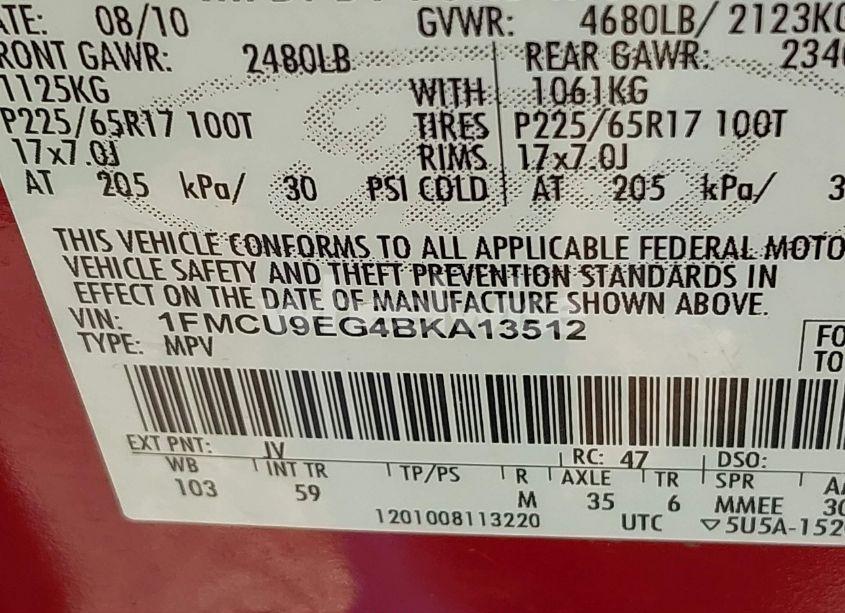 ATE: 08/10 GVWR: 4680LB/ 2123KG
RONT GAWR: 2480LB REAR GAWR: 234
1125KG WITH 1061KG
P225/65R17 100T TIRES P225/65R17 100T
17x7.0J RIMS 17x7.0J
AT 205 kPa/ 30 PSI COLD AT 205 kPa/ 3
THIS VEHICLE CONFORMS TO ALL APPLICABLE FEDERAL MOTO
VEHICLE SAFETY AND THEFT PREVENTION STANDARDS IN
EFFECT ON THE DATE OF MANUFACTURE SHOWN ABOVE.
VIN: 1FMCU9EG4BKA13512
TYPE: MPV
FO
TO
EXT PNT: JV RC: 47 DSO:
WB INT TR TP/PS R AXLE TR SPR A
103 59 M 35 6 MMEE 30
1201008113220 UTC ▽5U5A-152